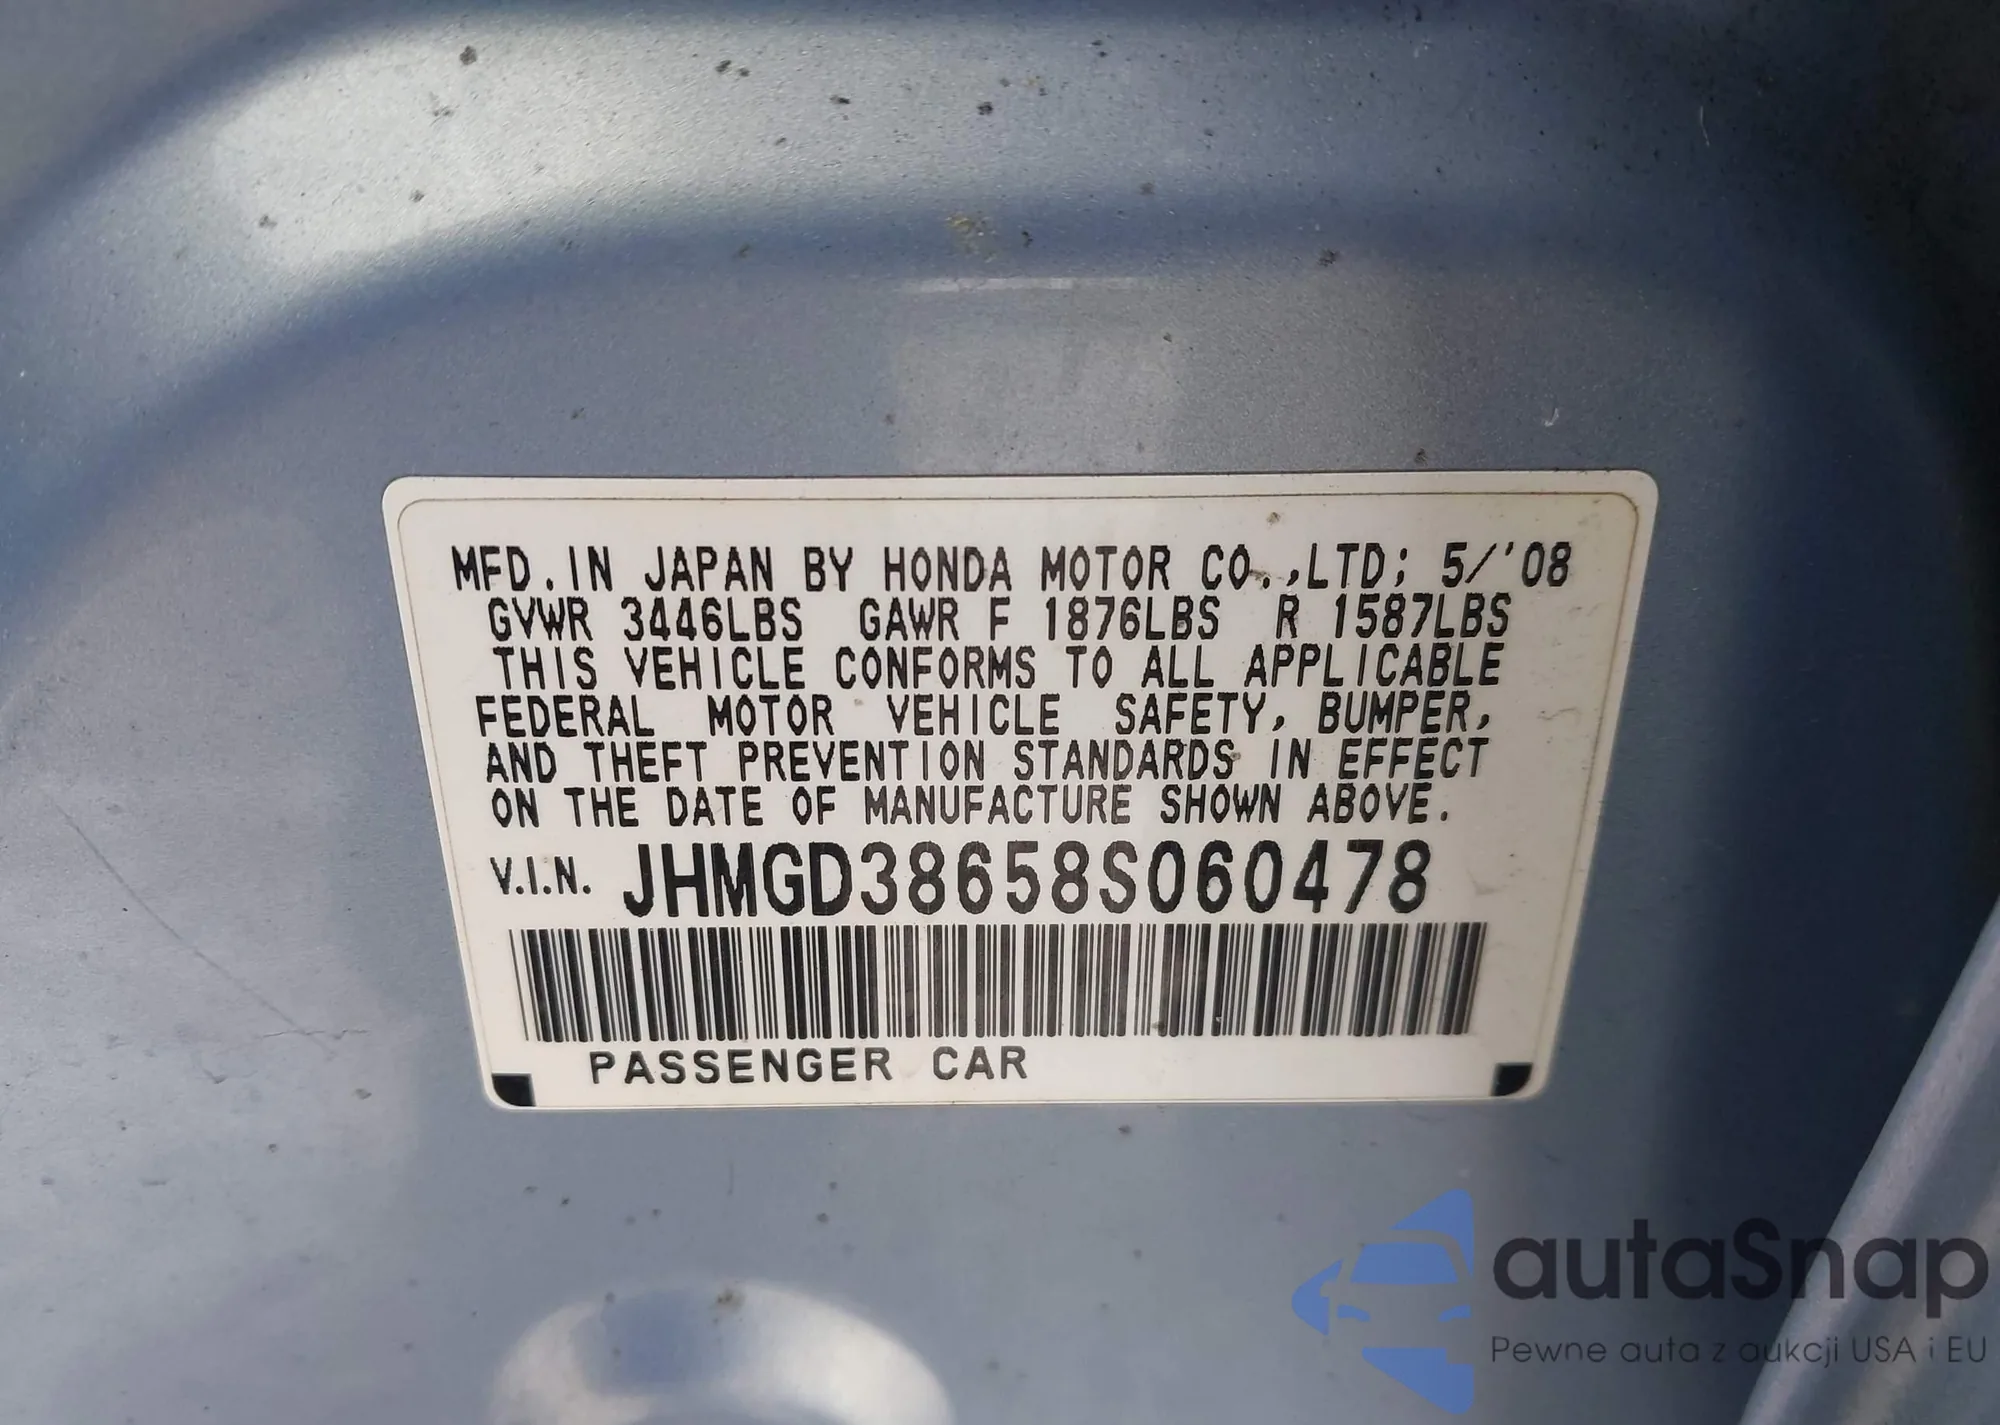 MFD. IN JAPAN BY HONDA MOTOR CO.,LTD; 5/'08
GVWR 3446LBS GAWR F 1876LBS R 1587LBS
THIS VEHICLE CONFORMS TO ALL APPLICABLE
FEDERAL MOTOR VEHICLE SAFETY, BUMPER,
AND THEFT PREVENTION STANDARDS IN EFFECT
ON THE DATE OF MANUFACTURE SHOWN ABOVE.
V.I.N. JHMGD38658S060478
PASSENGER CAR
autaSnap
Pewne auta z aukcji USA i EU